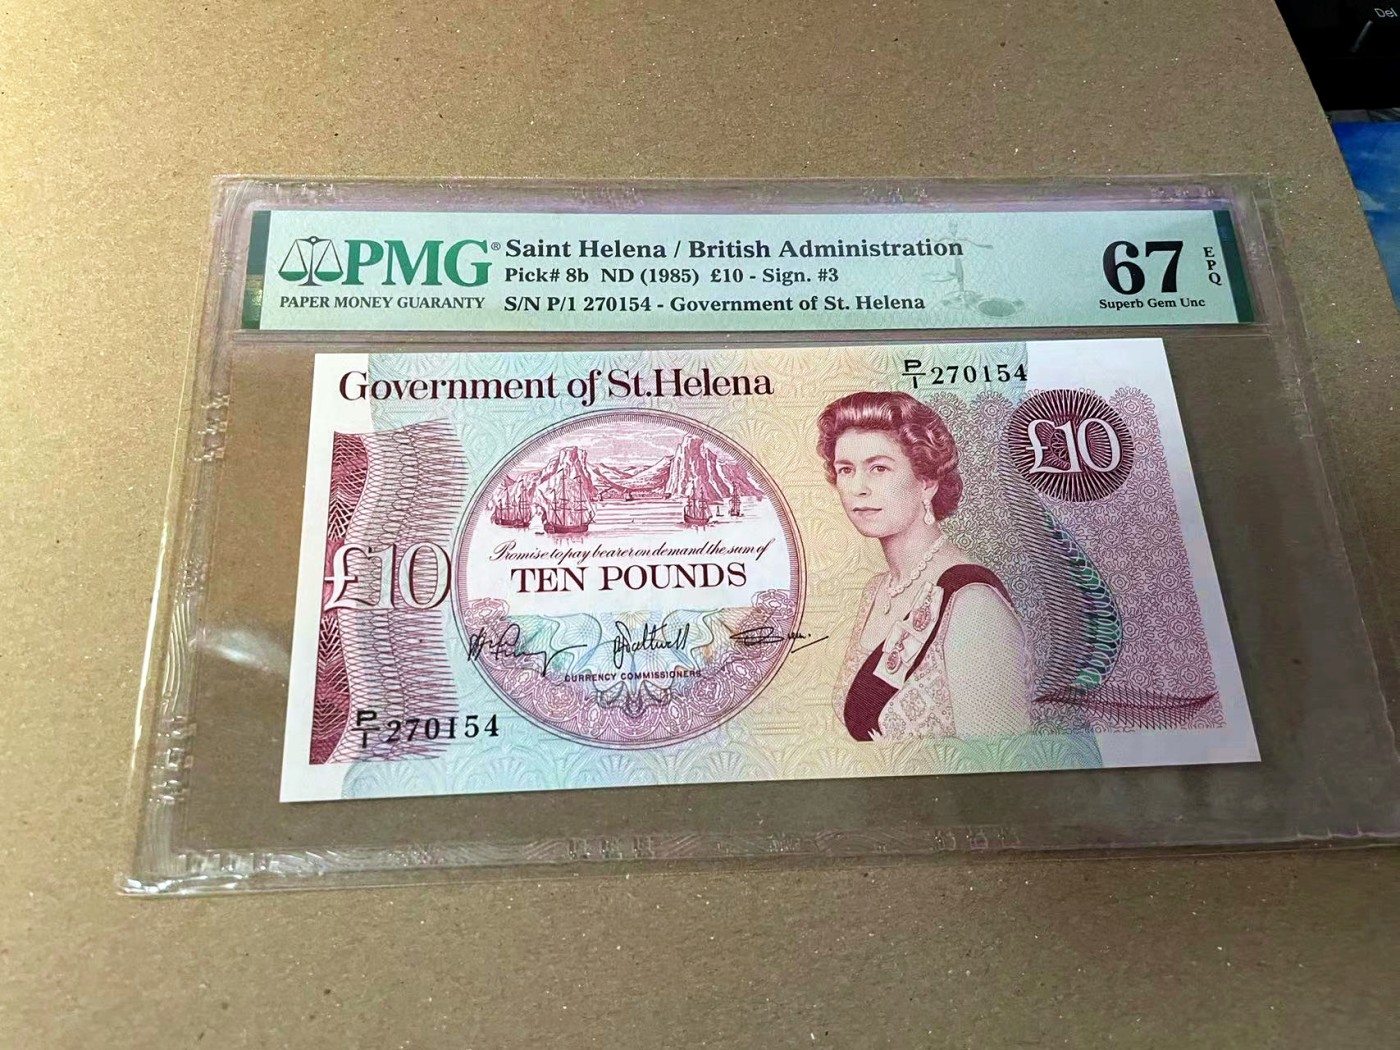 Del
PMG® Saint Helena / British Administration
Pick# 8b ND (1985) £10 - Sign. #3
PAPER MONEY GUARANTY S/N P/1 270154 - Government of St. Helena
67 EPQ
Superb Gem Unc
Government of St.Helena
P/1 270154
£10
£10
Promise to pay bearer on demand the sum of
TEN POUNDS
CURRENCY COMMISSIONERS
P/1 270154